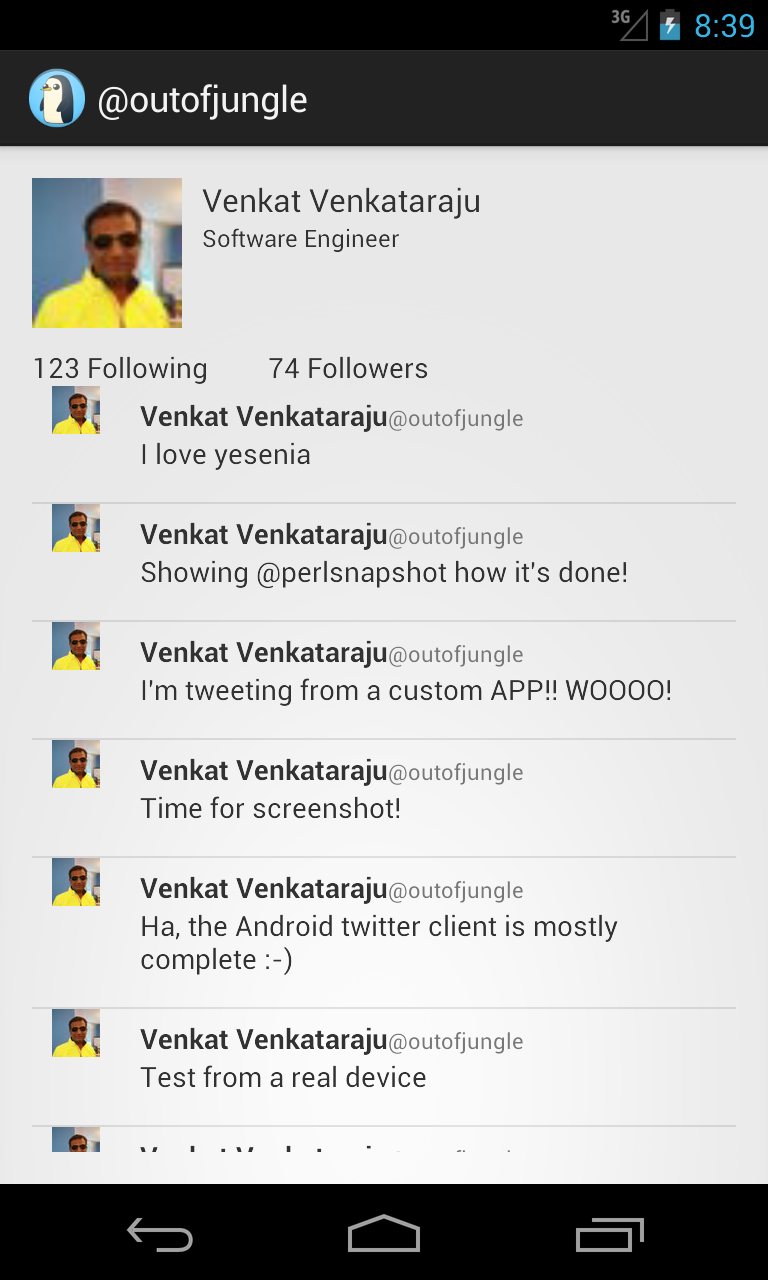 3G 8:39
@outofjungle
Venkat Venkataraju
Software Engineer
123 Following 74 Followers
Venkat Venkataraju@outofjungle
I love yesenia
Venkat Venkataraju@outofjungle
Showing @perlsnapshot how it's done!
Venkat Venkataraju@outofjungle
I'm tweeting from a custom APP!! WOOOO!
Venkat Venkataraju@outofjungle
Time for screenshot!
Venkat Venkataraju@outofjungle
Ha, the Android twitter client is mostly
complete :-)
Venkat Venkataraju@outofjungle
Test from a real device